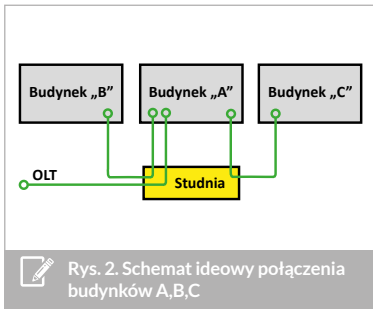 Budynek „B” Budynek „A” Budynek „C”
OLT
Studnia
Rys. 2. Schemat ideowy połączenia
budynków A,B,C